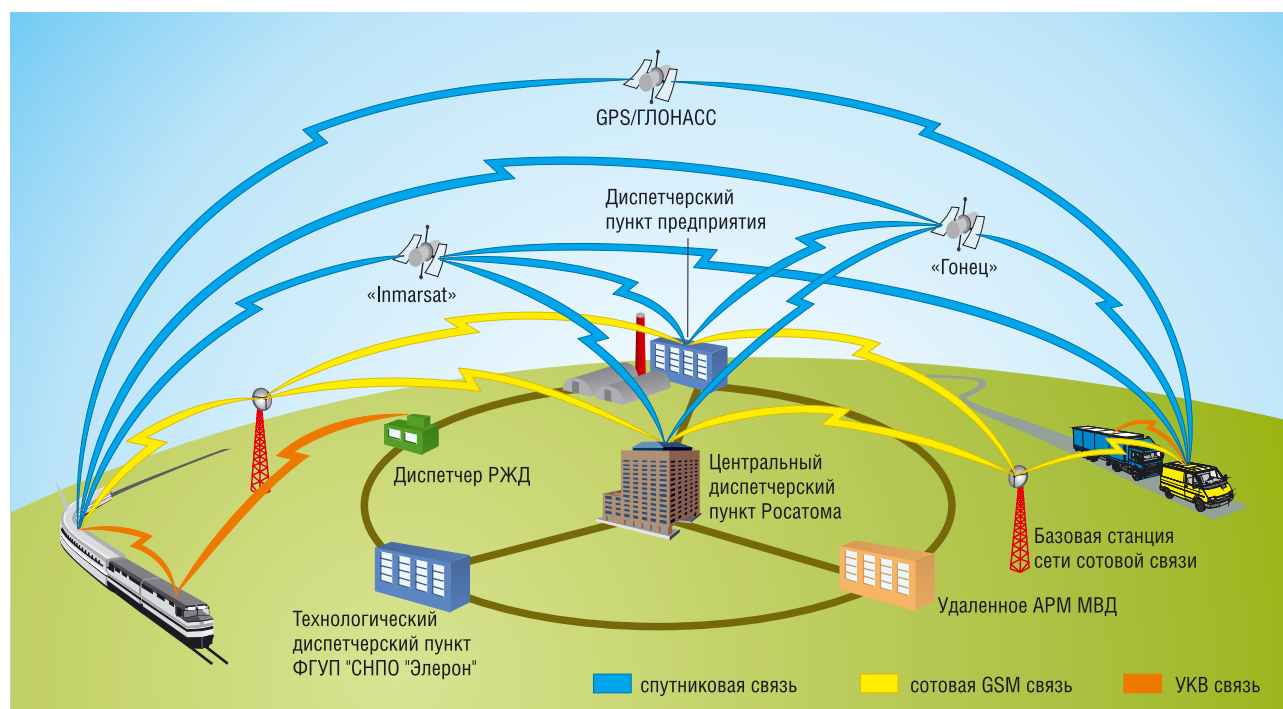 GPS/ГЛОНАСС
Диспетчерский
пункт предприятия
«Гонец»
«Inmarsat»
Диспетчер РЖД
Центральный
диспетчерский
пункт Росатома
Базовая станция
сети сотовой связи
Удаленное АРМ МВД
Технологический
диспетчерский пункт
ФГУП "СНПО "Элерон"
спутниковая связь
сотовая GSM связь
УКВ связь